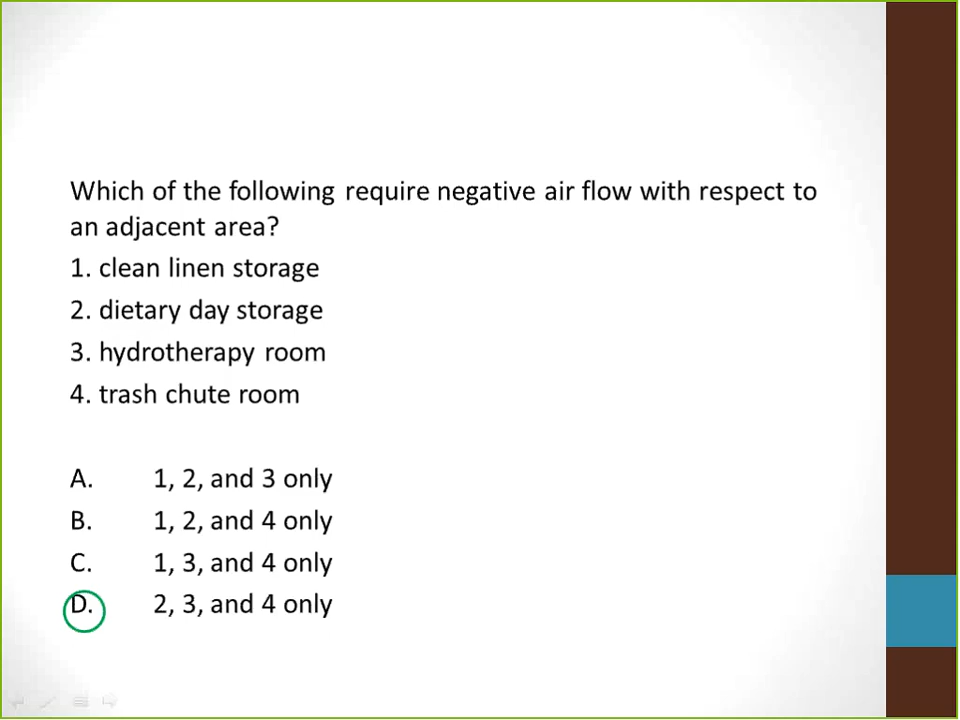 Which of the following require negative air flow with respect to
an adjacent area?
1. clean linen storage
2. dietary day storage
3. hydrotherapy room
4. trash chute room
A. 1, 2, and 3 only
B. 1, 2, and 4 only
C. 1, 3, and 4 only
D. 2, 3, and 4 only